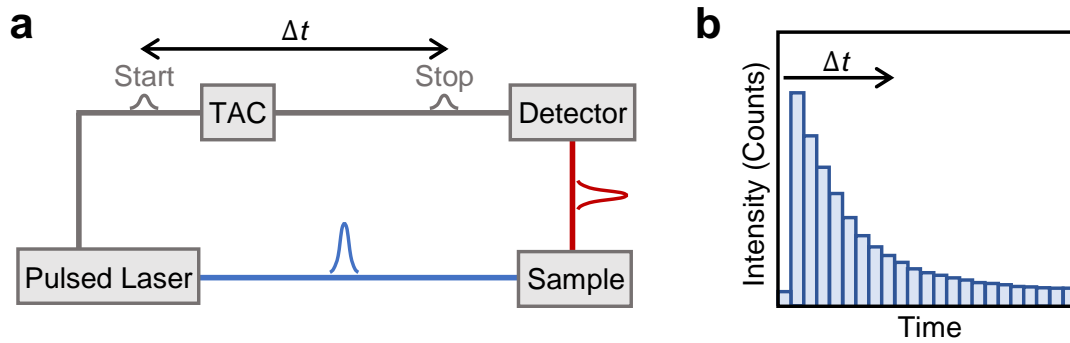 a
Δt
Start
Stop
TAC
Detector
Pulsed Laser
Sample
b
Δt
Intensity (Counts)
Time